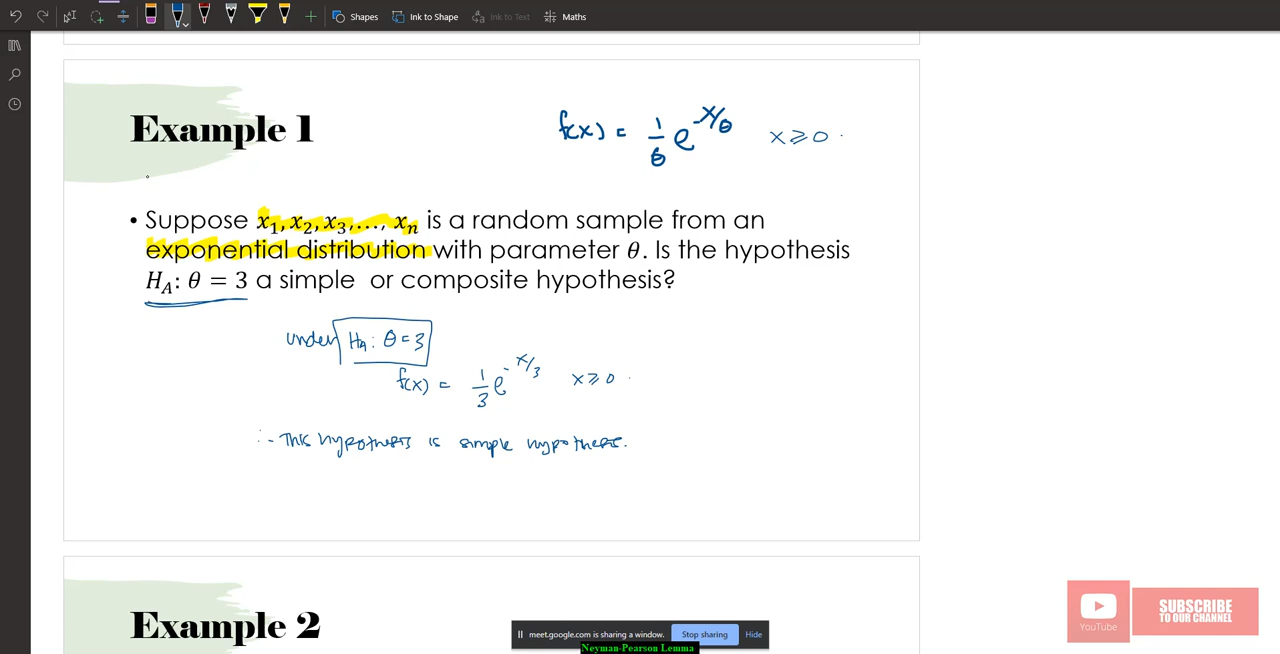 Shapes Ink to Shape Ink to Text Maths
Example 1
f(x) = 1/θ e^{-x/θ} x ≥ 0
• Suppose x₁, x₂, x₃, …, xₙ is a random sample from an
exponential distribution with parameter θ. Is the hypothesis
H_A: θ = 3 a simple or composite hypothesis?
under H_A: θ = 3
f(x) = 1/3 e^{-x/3} x ≥ 0
∴ This hypothesis is simple hypothesis.
Example 2
meet.google.com is sharing a window. Stop sharing Hide
Neyman-Pearson Lemma
YouTube
SUBSCRIBE
TO OUR CHANNEL